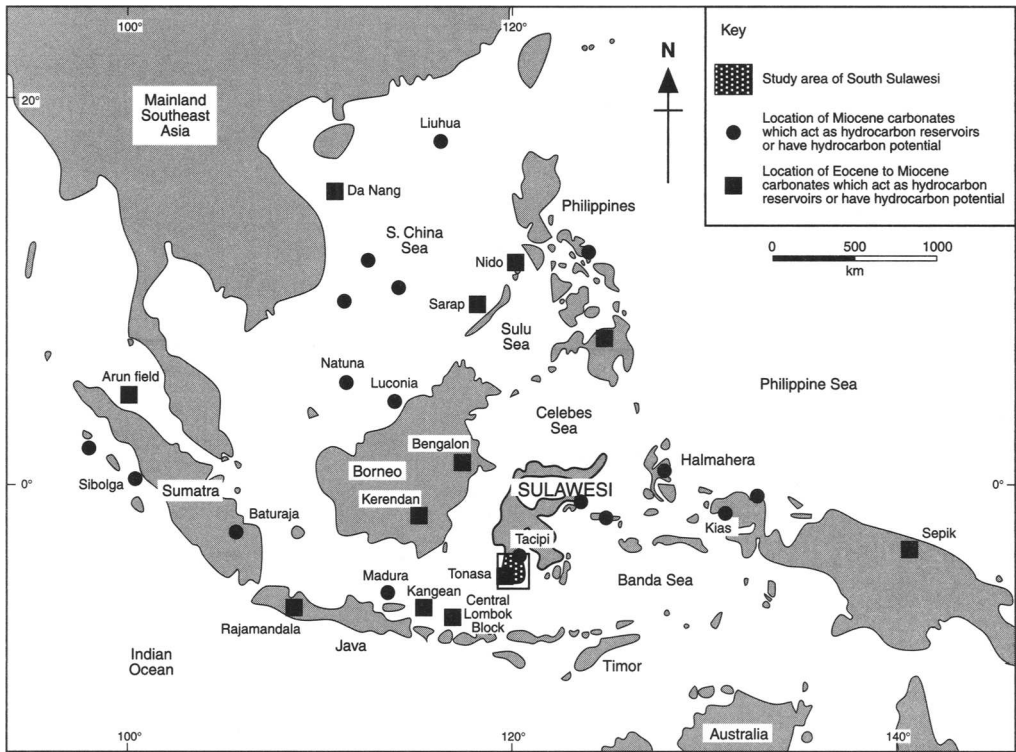 100°
120°
20°
Mainland
Southeast
Asia
Liuhua
Da Nang
Philippines
S. China
Sea
Nido
Sarap
Sulu
Sea
Natuna
Luconia
Arun field
Philippine Sea
Celebes
Sea
Bengalon
Borneo
Halmahera
0°
Sibolga
Sumatra
Kerendan
SULAWESI
0°
Kias
Sepik
Baturaja
Tacipi
Tonasa
Banda Sea
Madura
Kangean
Central
Lombok
Block
Rajamandala
Java
Timor
Indian
Ocean
Australia
100°
120°
140°
N
Key
Study area of South Sulawesi
Location of Miocene carbonates
which act as hydrocarbon reservoirs
or have hydrocarbon potential
Location of Eocene to Miocene
carbonates which act as hydrocarbon
reservoirs or have hydrocarbon potential
0 500 1000
km